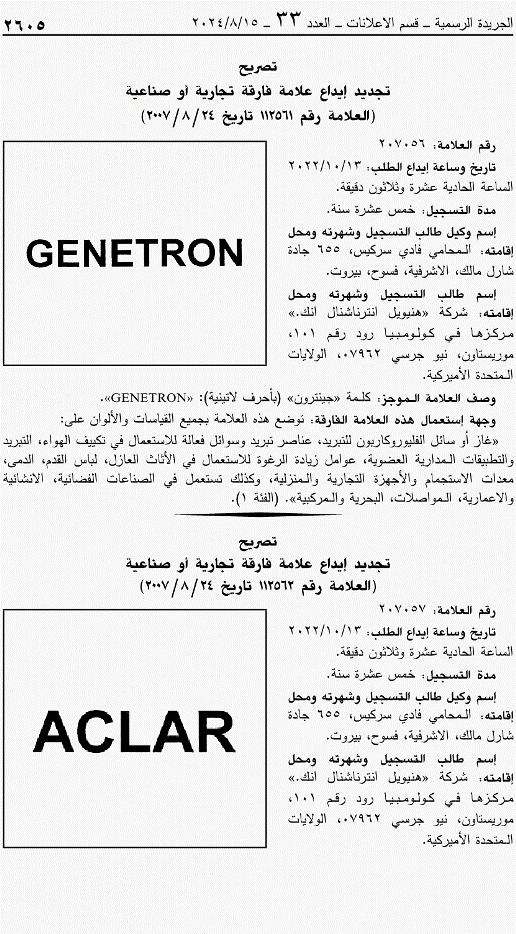 الجريدة الرسمية ــ قسم الاعلانات ــ العدد ٣٣ ــ ٢٠٢٤/٨/١٥
٢٦٠٥
تصريح
تجديد إيداع علامة فارقة تجارية أو صناعية
(العلامة رقم ١١٢٥٦١ تاريخ ٢٠٠٧/٨/٢٤)
رقم العلامة: ٢٠٧٠٥٦
تاريخ وساعة إيداع الطلب: ٢٠٢٢/١٠/١٣
الساعة الحادية عشرة وثلاثون دقيقة.
مدة التسجيل: خمس عشرة سنة.
إسم وكيل طالب التسجيل وشهرته ومحل
إقامته: المحامي فادي سركيس، ٦٥٥ جادة
شارل مالك، الاشرفية، فسوح، بيروت.
إسم طالب التسجيل وشهرته ومحل
إقامته: شركة «هنيويل انترناشنال انك.»
مركزها في كولومبيا رود رقم ١٠١،
موريستاون، نيو جرسي ٠٧٩٦٢، الولايات
المتحدة الأميركية.
GENETRON
وصف العلامة الموجز: كلمة «جينترون» (بأحرف لاتينية): «GENETRON».
وجهة إستعمال هذه العلامة الفارقة: توضع هذه العلامة بجميع القياسات والألوان على:
«غاز أو سائل الفليوروكاربون للتبريد، عناصر تبريد وسوائل فعالة للاستعمال في تكييف الهواء، التبريد
والتطبيقات المدارية العضوية، عوامل زيادة الرغوة للاستعمال في الأثاث العازل، لباس القدم، الدمى،
معدات الاستجمام والأجهزة التجارية والمنزلية، وكذلك تستعمل في الصناعات الفضائية، الانشائية
والاعمارية، المواصلات، البحرية والمركبية». (الفئة ١).
تصريح
تجديد إيداع علامة فارقة تجارية أو صناعية
(العلامة رقم ١١٢٥٦٢ تاريخ ٢٠٠٧/٨/٢٤)
رقم العلامة: ٢٠٧٠٥٧
تاريخ وساعة إيداع الطلب: ٢٠٢٢/١٠/١٣
الساعة الحادية عشرة وثلاثون دقيقة.
مدة التسجيل: خمس عشرة سنة.
إسم وكيل طالب التسجيل وشهرته ومحل
إقامته: المحامي فادي سركيس، ٦٥٥ جادة
شارل مالك، الاشرفية، فسوح، بيروت.
إسم طالب التسجيل وشهرته ومحل
إقامته: شركة «هنيويل انترناشنال انك.»
مركزها في كولومبيا رود رقم ١٠١،
موريستاون، نيو جرسي ٠٧٩٦٢، الولايات
المتحدة الأميركية.
ACLAR